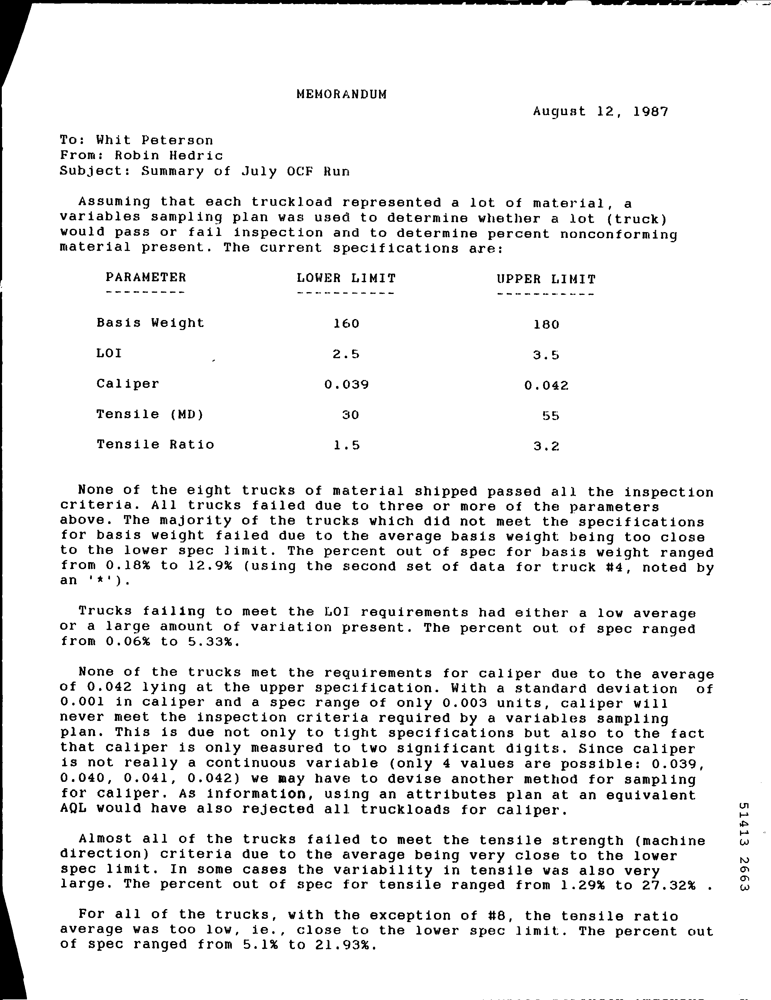 MEMORANDUM
August 12, 1987
To: Whit Peterson
From: Robin Hedric
Subject: Summary of July OCF Run
Assuming that each truckload represented a lot of material, a
variables sampling plan was used to determine whether a lot (truck)
would pass or fail inspection and to determine percent nonconforming
material present. The current specifications are:
PARAMETER LOWER LIMIT UPPER LIMIT
--------- ----------- -----------
Basis Weight 160 180
LOI 2.5 3.5
Caliper 0.039 0.042
Tensile (MD) 30 55
Tensile Ratio 1.5 3.2
None of the eight trucks of material shipped passed all the inspection
criteria. All trucks failed due to three or more of the parameters
above. The majority of the trucks which did not meet the specifications
for basis weight failed due to the average basis weight being too close
to the lower spec limit. The percent out of spec for basis weight ranged
from 0.18% to 12.9% (using the second set of data for truck #4, noted by
an '*').
Trucks failing to meet the LOI requirements had either a low average
or a large amount of variation present. The percent out of spec ranged
from 0.06% to 5.33%.
None of the trucks met the requirements for caliper due to the average
of 0.042 lying at the upper specification. With a standard deviation of
0.001 in caliper and a spec range of only 0.003 units, caliper will
never meet the inspection criteria required by a variables sampling
plan. This is due not only to tight specifications but also to the fact
that caliper is only measured to two significant digits. Since caliper
is not really a continuous variable (only 4 values are possible: 0.039,
0.040, 0.041, 0.042) we may have to devise another method for sampling
for caliper. As information, using an attributes plan at an equivalent
AQL would have also rejected all truckloads for caliper.
Almost all of the trucks failed to meet the tensile strength (machine
direction) criteria due to the average being very close to the lower
spec limit. In some cases the variability in tensile was also very
large. The percent out of spec for tensile ranged from 1.29% to 27.32% .
For all of the trucks, with the exception of #8, the tensile ratio
average was too low, ie., close to the lower spec limit. The percent out
of spec ranged from 5.1% to 21.93%.
51413 2663